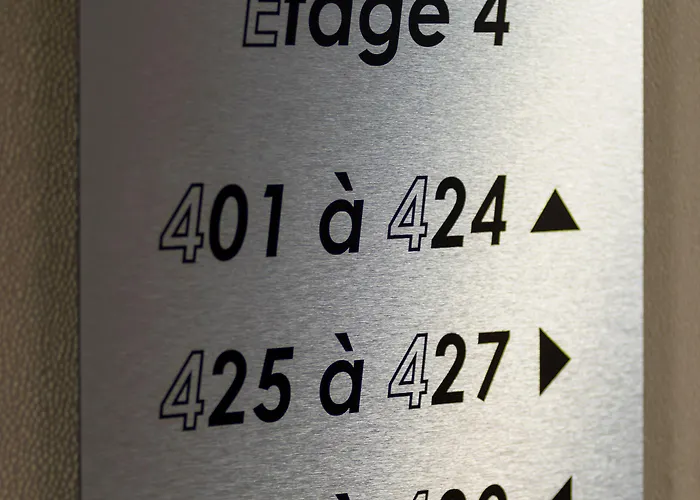 Etage 4
401 à 424 ▲
425 à 427 ▶
à